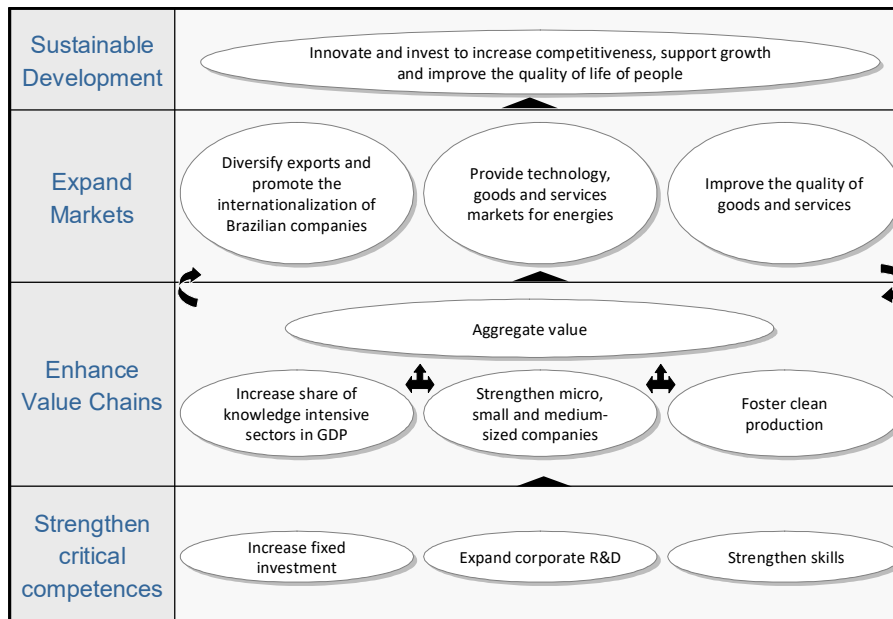 Sustainable
Development
Innovate and invest to increase competitiveness, support growth
and improve the quality of life of people
Expand
Markets
Diversify exports and
promote the
internationalization of
Brazilian companies
Provide technology,
goods and services
markets for energies
Improve the quality of
goods and services
Enhance
Value Chains
Aggregate value
Increase share of
knowledge intensive
sectors in GDP
Strengthen micro,
small and medium-
sized companies
Foster clean
production
Strengthen
critical
competences
Increase fixed
investment
Expand corporate R&D
Strengthen skills